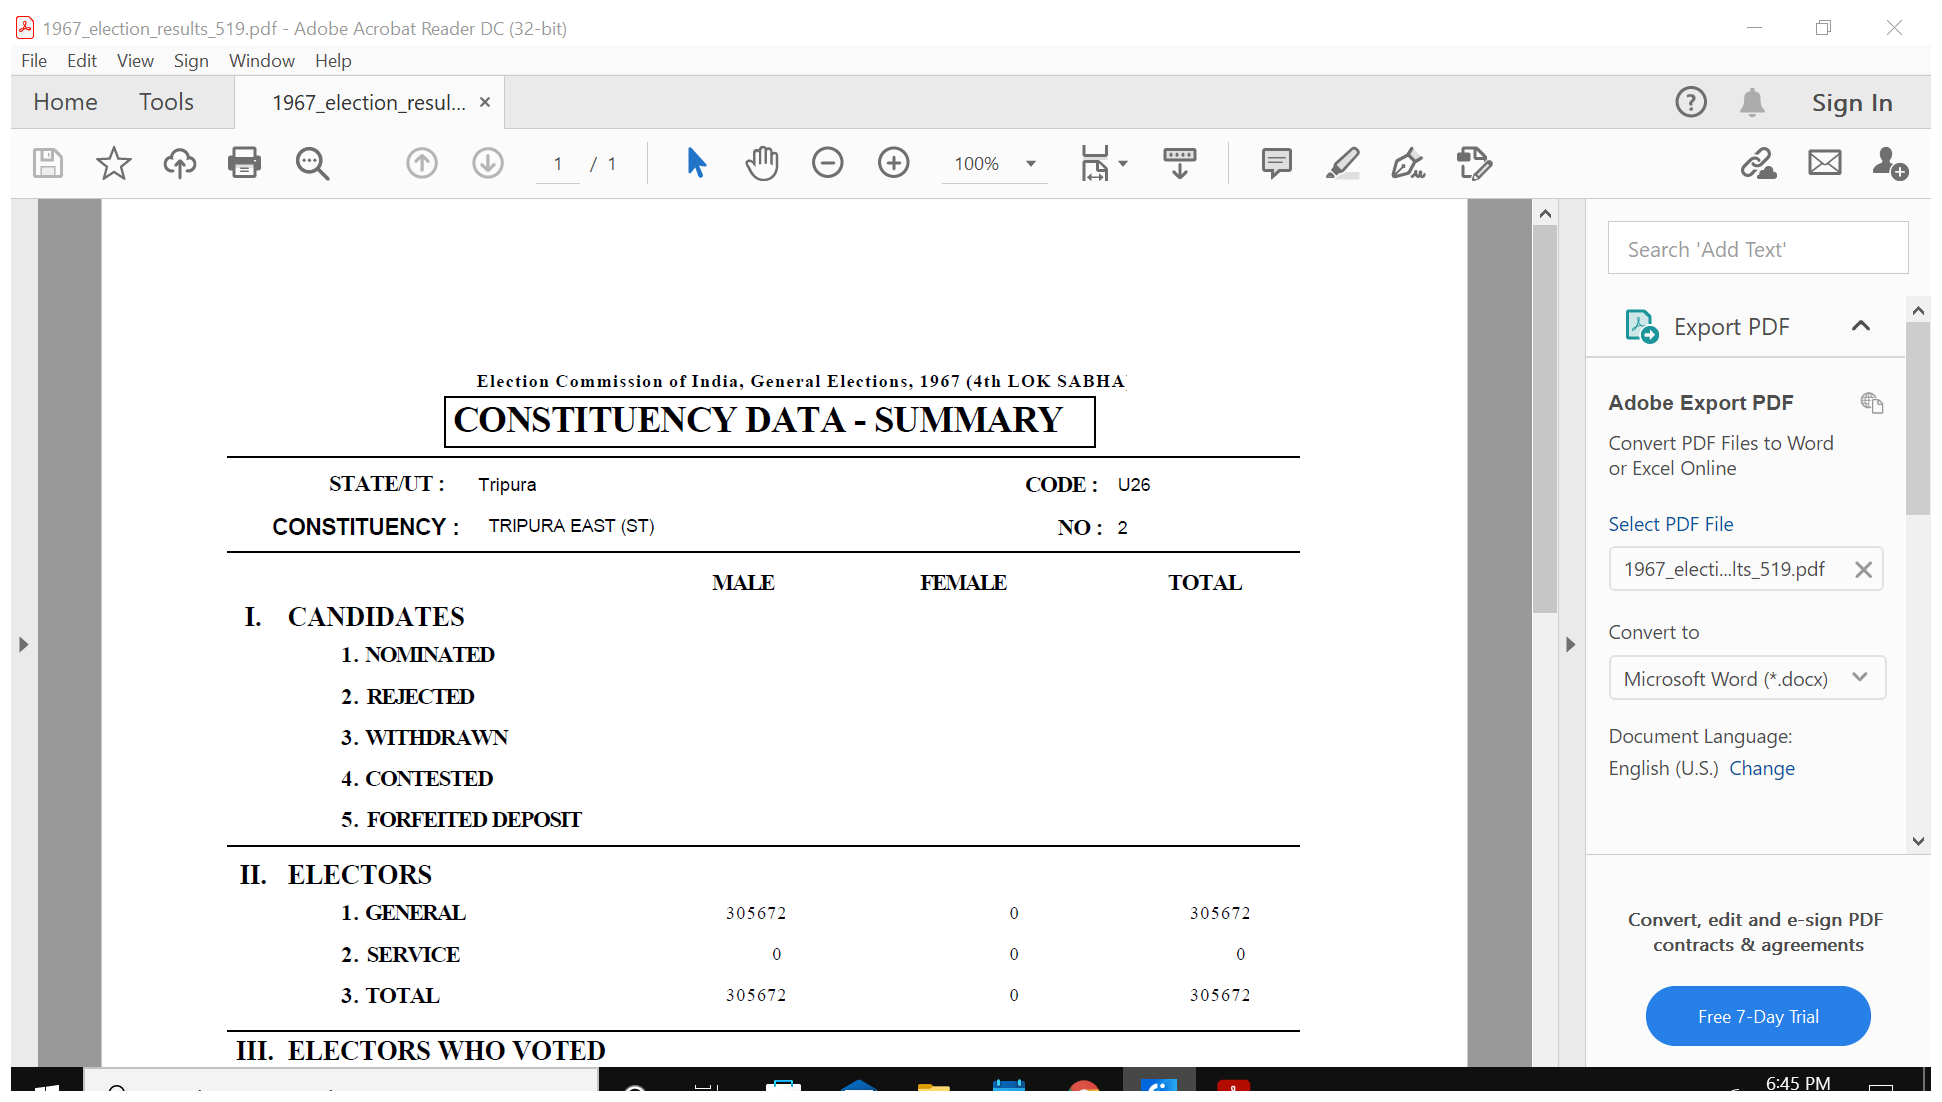 1967_election_results_519.pdf - Adobe Acrobat Reader DC (32-bit)
File Edit View Sign Window Help
Home Tools 1967_election_resul... × Sign In
1 / 1 100%
Search 'Add Text'
Export PDF
Adobe Export PDF
Convert PDF Files to Word
or Excel Online
Select PDF File
1967_electi...lts_519.pdf
Convert to
Microsoft Word (*.docx)
Document Language:
English (U.S.) Change
Convert, edit and e-sign PDF
contracts & agreements
Free 7-Day Trial
Election Commission of India, General Elections, 1967 (4th LOK SABHA)
CONSTITUENCY DATA - SUMMARY
STATE/UT : Tripura CODE : U26
CONSTITUENCY : TRIPURA EAST (ST) NO : 2
MALE FEMALE TOTAL
I. CANDIDATES
1. NOMINATED
2. REJECTED
3. WITHDRAWN
4. CONTESTED
5. FORFEITED DEPOSIT
II. ELECTORS
1. GENERAL 305672 0 305672
2. SERVICE 0 0 0
3. TOTAL 305672 0 305672
III. ELECTORS WHO VOTED
6:45 PM